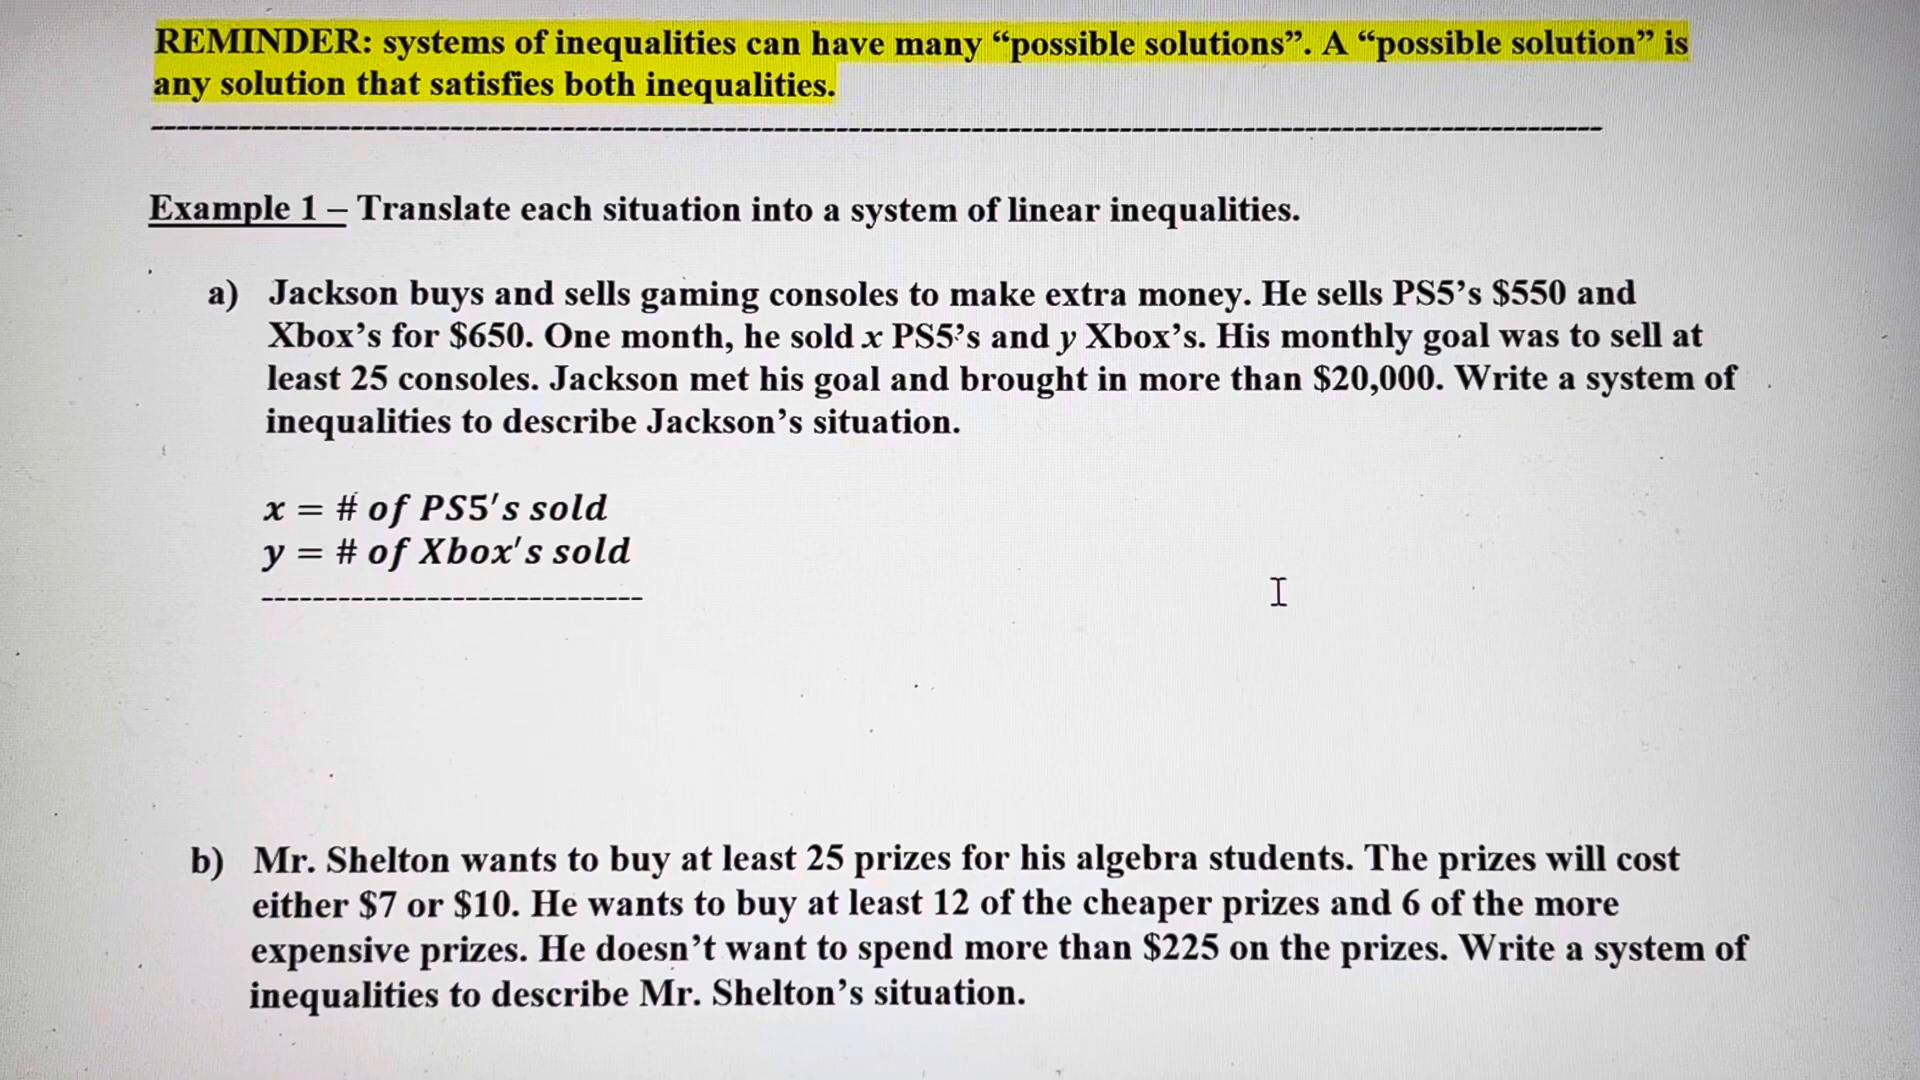 REMINDER: systems of inequalities can have many “possible solutions”. A “possible solution” is
any solution that satisfies both inequalities.
Example 1 – Translate each situation into a system of linear inequalities.
a) Jackson buys and sells gaming consoles to make extra money. He sells PS5’s $550 and
Xbox’s for $650. One month, he sold x PS5’s and y Xbox’s. His monthly goal was to sell at
least 25 consoles. Jackson met his goal and brought in more than $20,000. Write a system of
inequalities to describe Jackson’s situation.
x = # of PS5's sold
y = # of Xbox's sold
b) Mr. Shelton wants to buy at least 25 prizes for his algebra students. The prizes will cost
either $7 or $10. He wants to buy at least 12 of the cheaper prizes and 6 of the more
expensive prizes. He doesn’t want to spend more than $225 on the prizes. Write a system of
inequalities to describe Mr. Shelton’s situation.